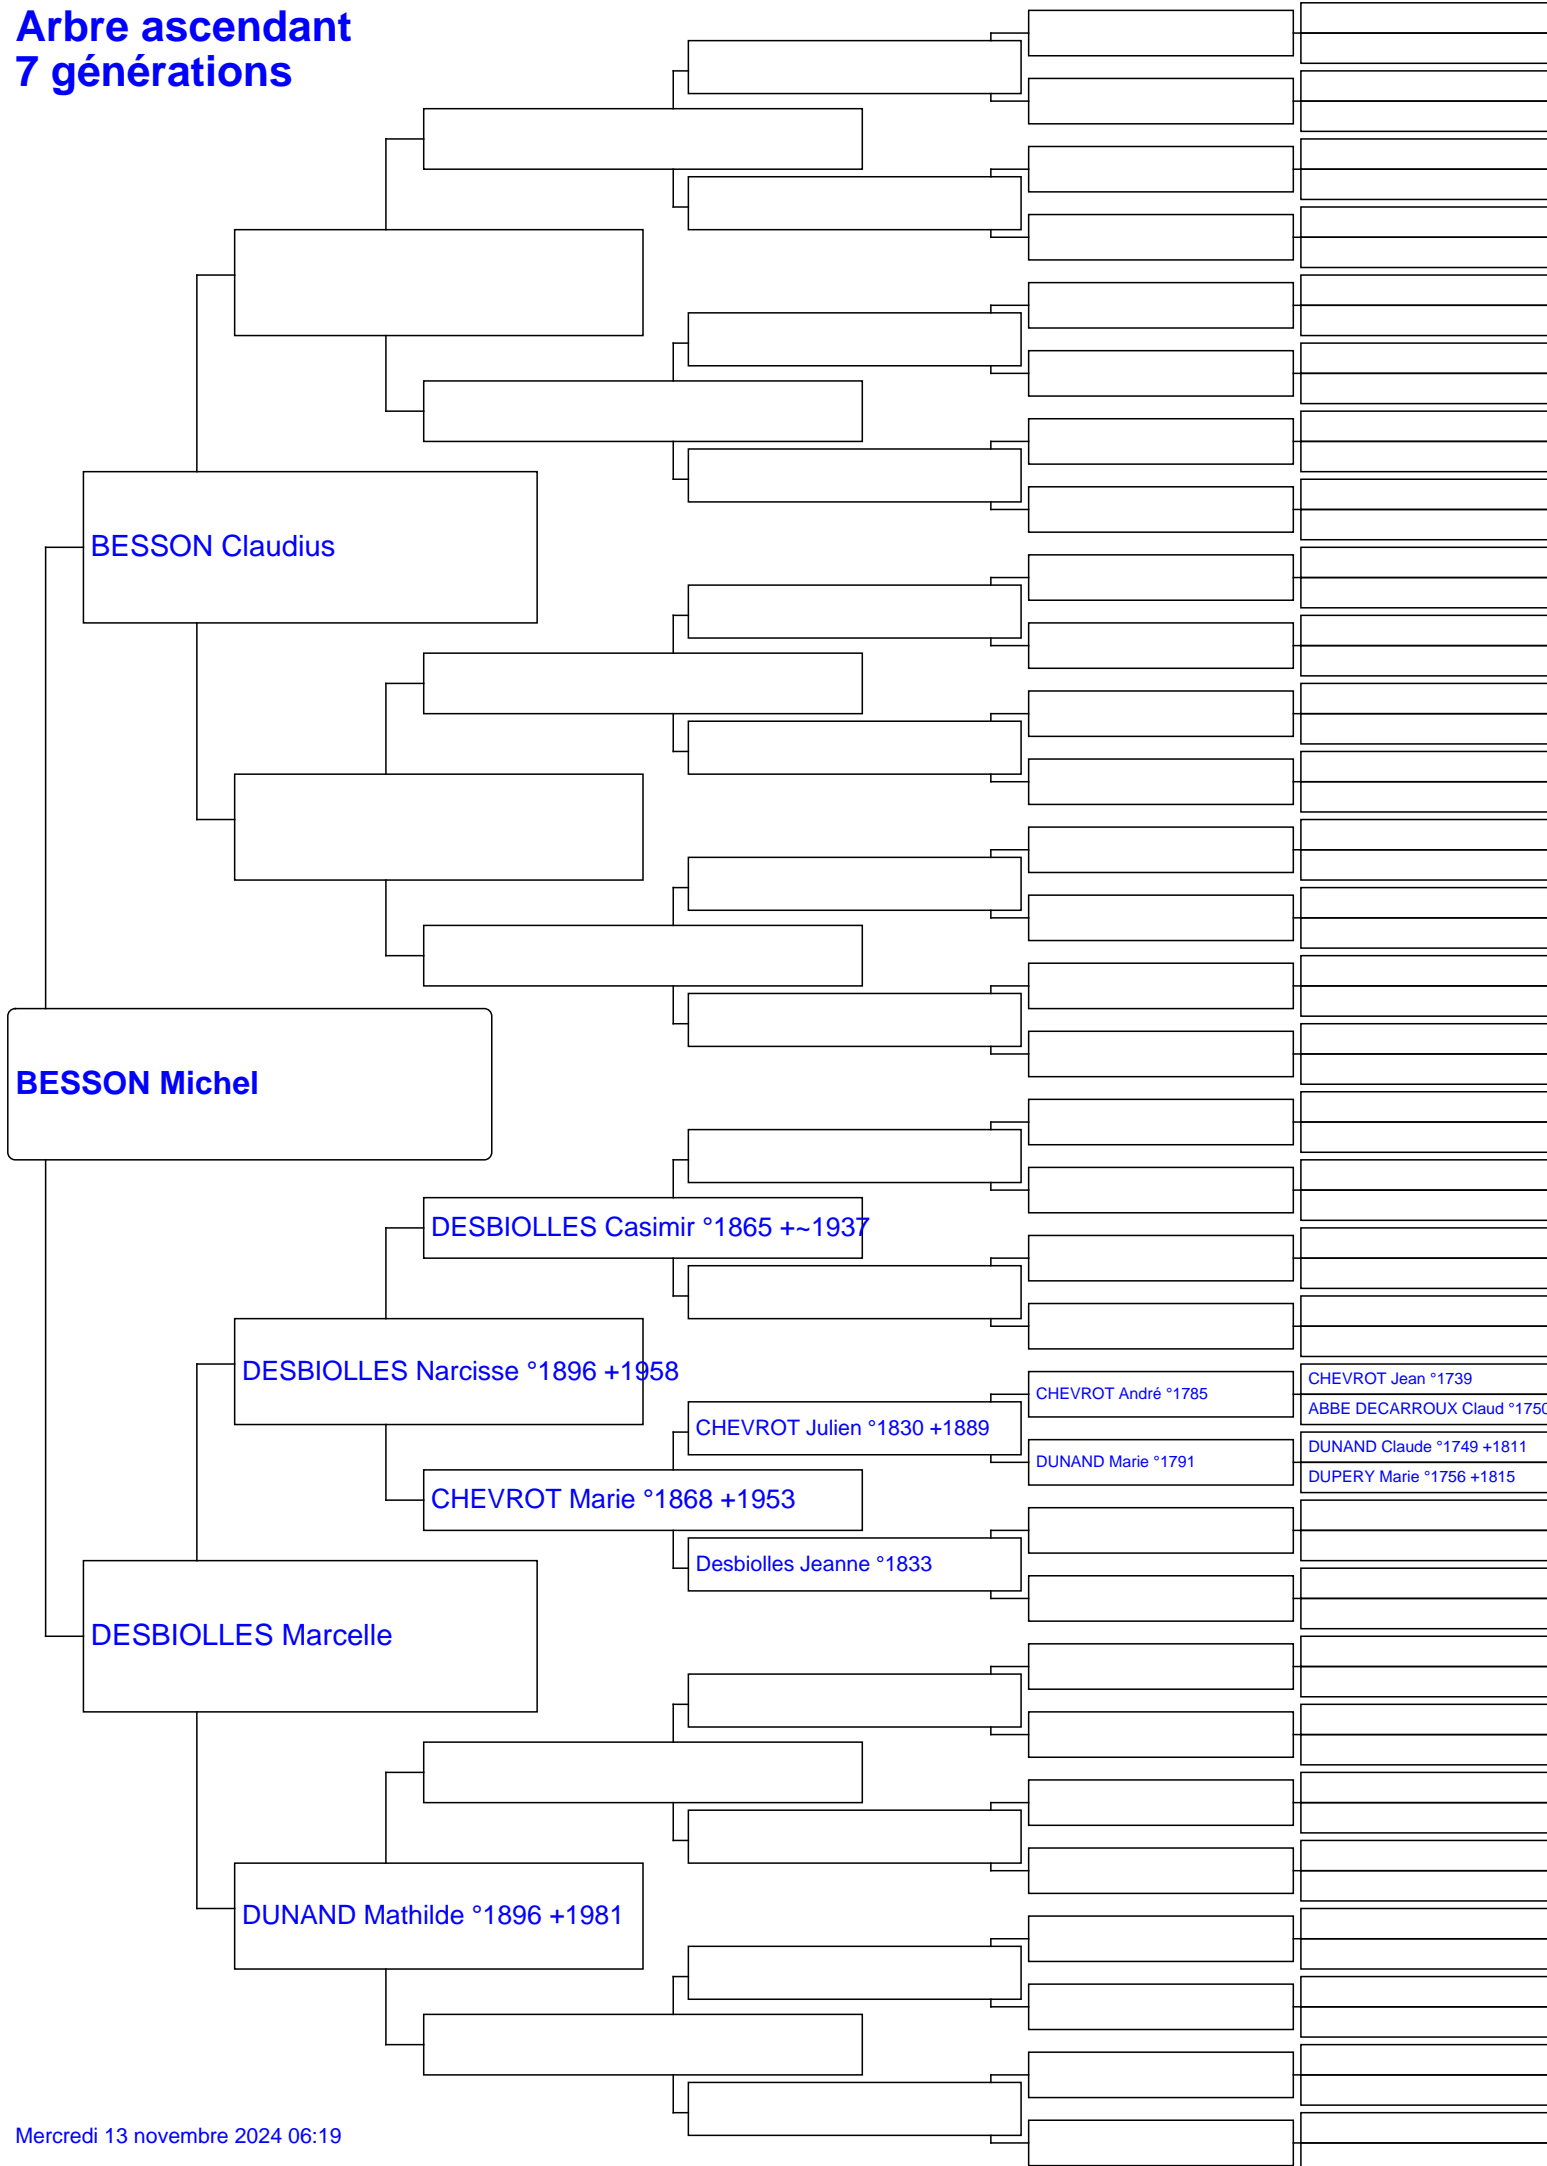 Arbre ascendant
7 générations
BESSON Claudius
BESSON Michel
DESBIOLLES Casimir °1865 +~1937
DESBIOLLES Narcisse °1896 +1958
CHEVROT Jean °1739
CHEVROT André °1785
ABBE DECARROUX Claud °1750
CHEVROT Julien °1830 +1889
DUNAND Claude °1749 +1811
DUNAND Marie °1791
DUPERY Marie °1756 +1815
CHEVROT Marie °1868 +1953
Desbiolles Jeanne °1833
DESBIOLLES Marcelle
DUNAND Mathilde °1896 +1981
Mercredi 13 novembre 2024 06:19